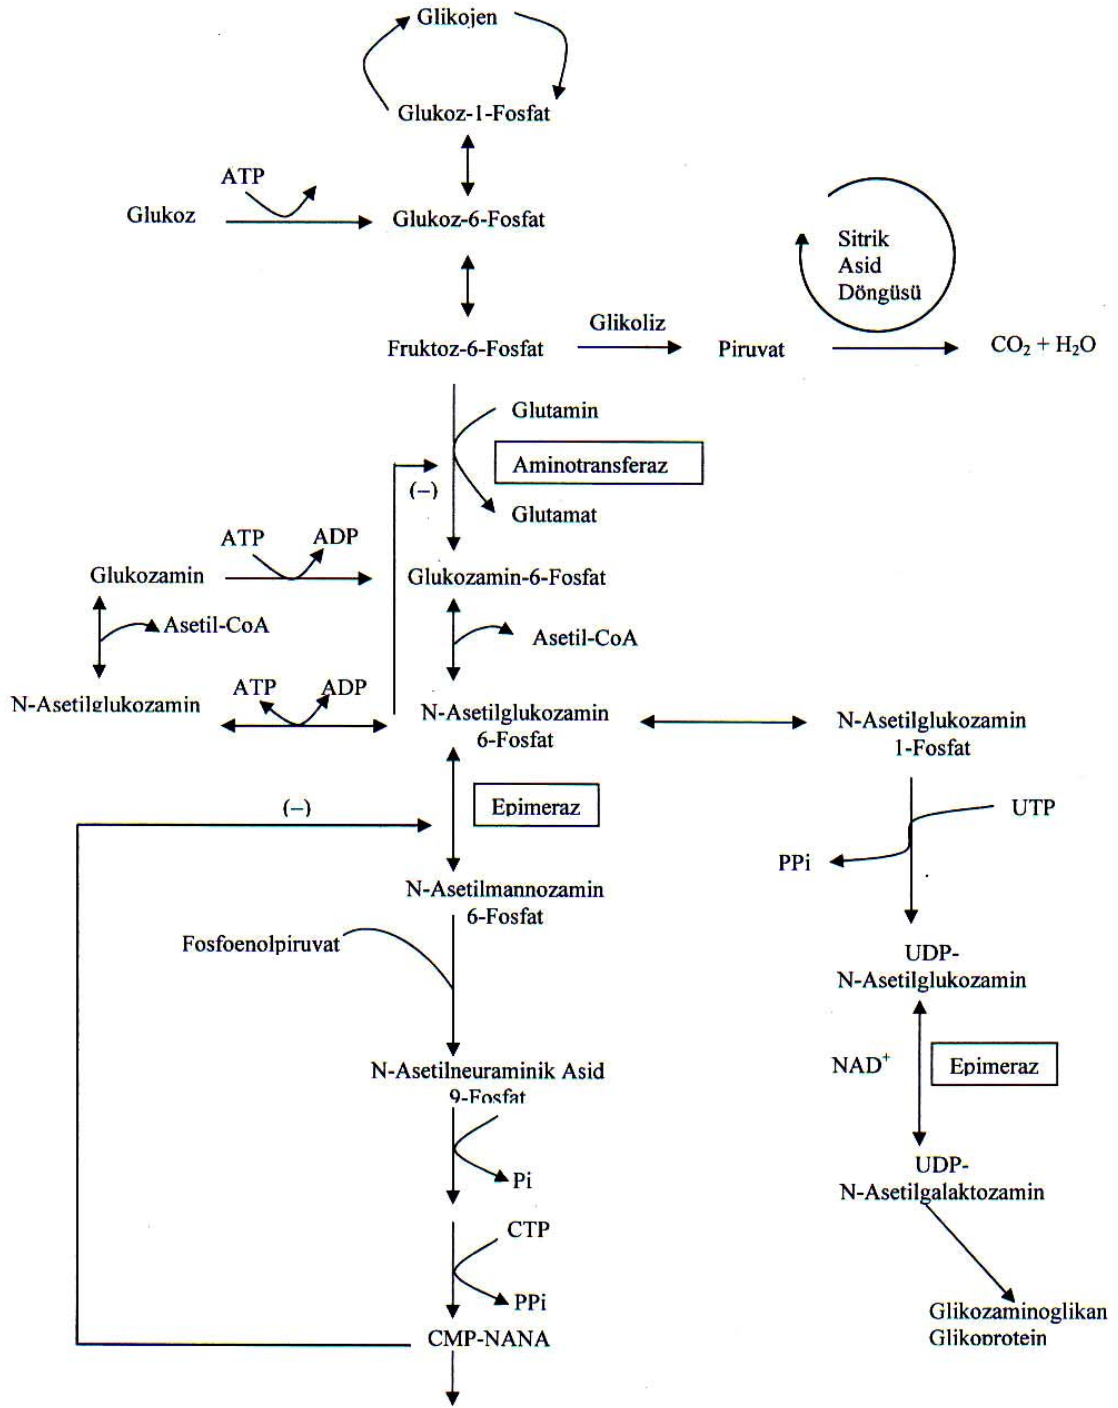 Glikojen
Glukoz-1-Fosfat
ATP
Glukoz
Glukoz-6-Fosfat
Sitrik
Asid
Döngüsü
Glikoliz
Fruktoz-6-Fosfat
Piruvat
CO₂ + H₂O
Glutamin
Aminotransferaz
(–)
Glutamat
ATP
ADP
Glukozamin
Glukozamin-6-Fosfat
Asetil-CoA
Asetil-CoA
ATP
ADP
N-Asetilglukozamin
N-Asetilglukozamin
6-Fosfat
N-Asetilglukozamin
1-Fosfat
(–)
Epimeraz
UTP
PPi
N-Asetilmannozamin
6-Fosfat
Fosfoenolpiruvat
UDP-
N-Asetilglukozamin
NAD⁺
Epimeraz
N-Asetilneuraminik Asid
9-Fosfat
Pi
UDP-
N-Asetilgalaktozamin
CTP
PPi
CMP-NANA
Glikozaminoglikan
Glikoprotein